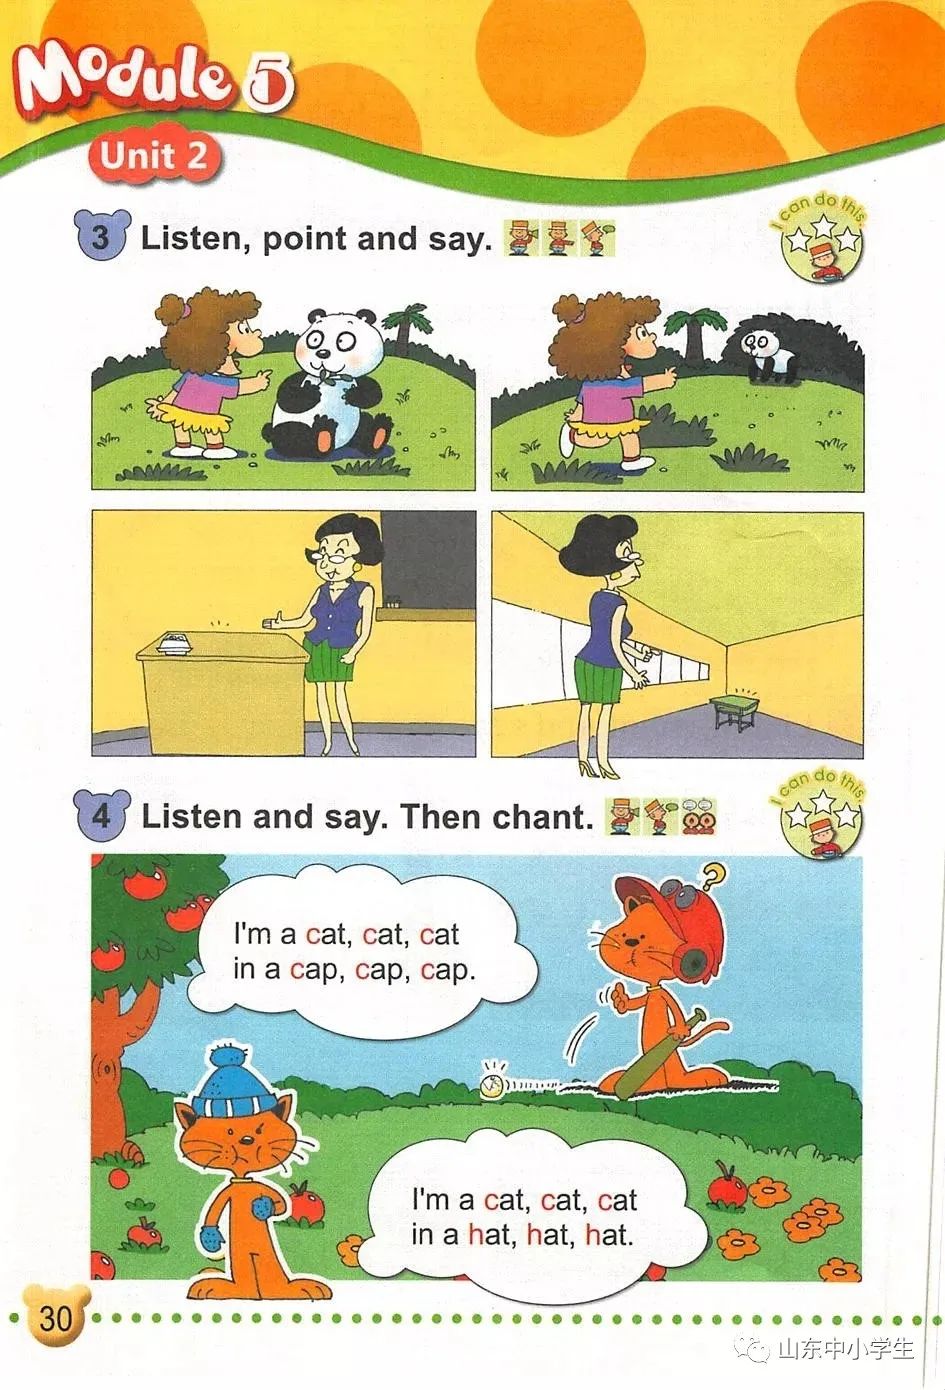 Module 5
Unit 2
3 Listen, point and say.
I can do this.
4 Listen and say. Then chant.
I can do this.
I'm a cat, cat, cat
in a cap, cap, cap.
?
I'm a cat, cat, cat
in a hat, hat, hat.
30
山东中小学生